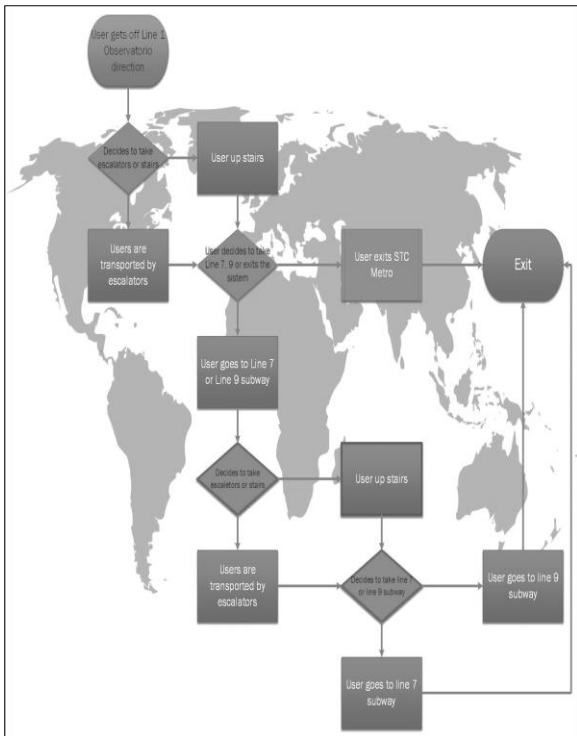 User gets off Line 1
Observatorio
direction
Decides to take
escalators or stairs
User up stairs
Users are
transported by
escalators
User decides to take
Line 7, 9 or exits the
sistem
User exits STC
Metro
Exit
User goes to Line 7
or Line 9 subway
Decides to take
escaletors or stairs
User up stairs
Users are
transported by
escalators
Decides to take line 7
or line 9 subway
User goes to line 9
subway
User goes to line 7
subway